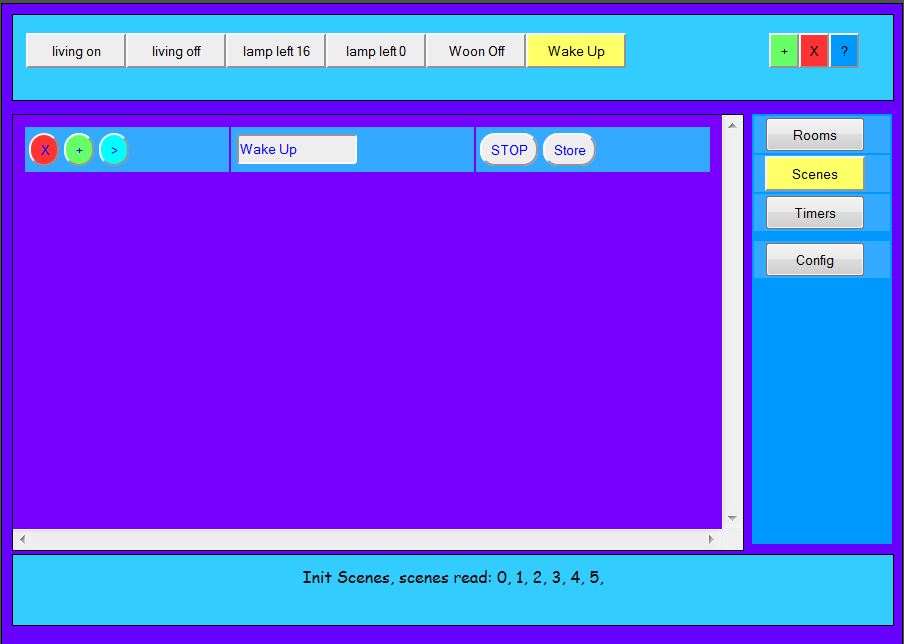 living on living off lamp left 16 lamp left 0 Woon Off Wake Up + X ?
X + > Wake Up STOP Store
Rooms
Scenes
Timers
Config
Init Scenes, scenes read: 0, 1, 2, 3, 4, 5,